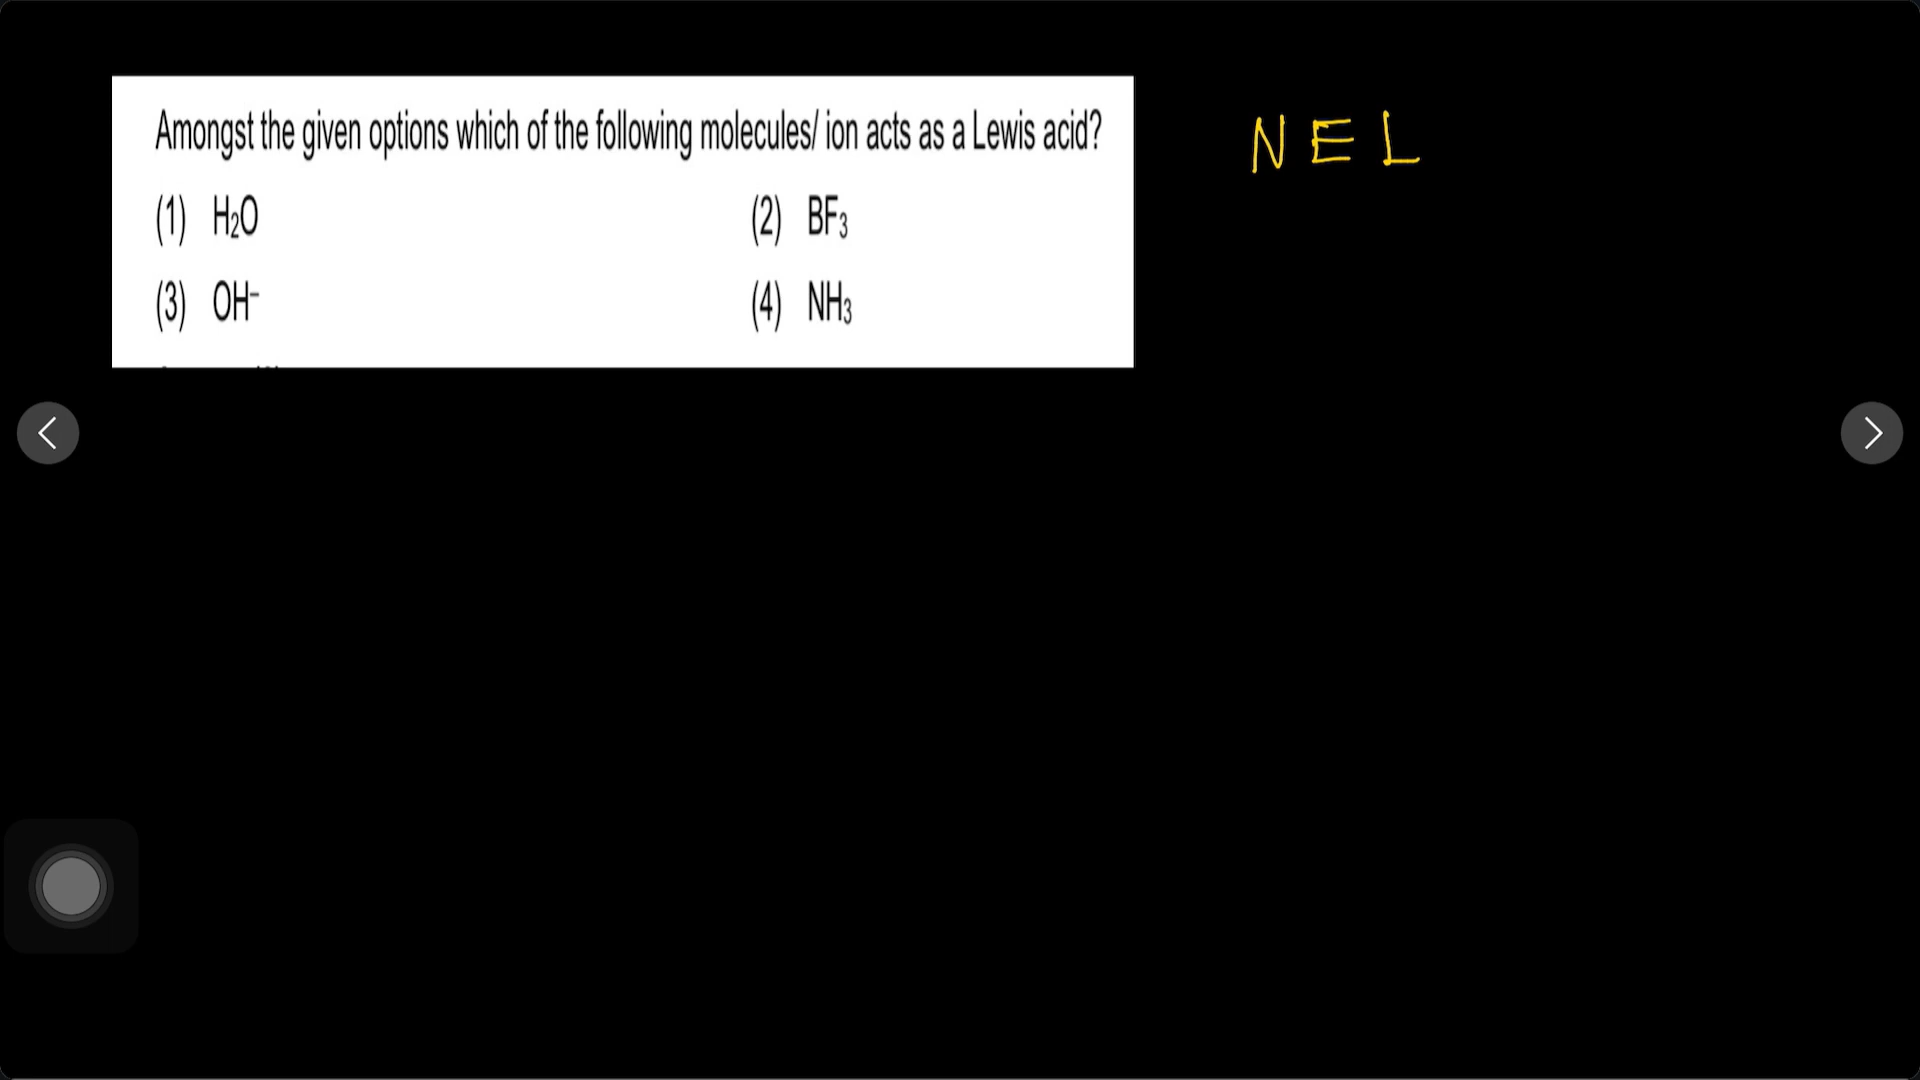 Amongst the given options which of the following molecules/ ion acts as a Lewis acid?
NEL
(1) H₂O
(2) BF₃
(3) OH⁻
(4) NH₃